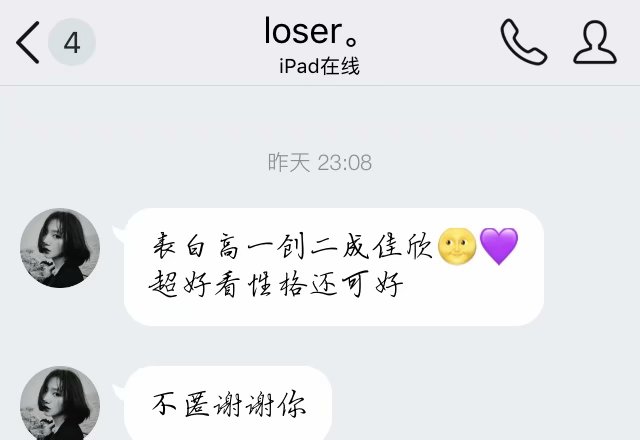 4
loser。
iPad在线
昨天 23:08
表白高一创二成佳欣🌝💜
超好看性格还可好
不匿谢谢你